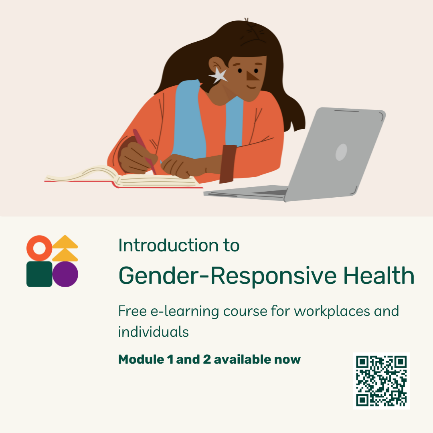 Introduction to
Gender-Responsive Health
Free e-learning course for workplaces and
individuals
Module 1 and 2 available now